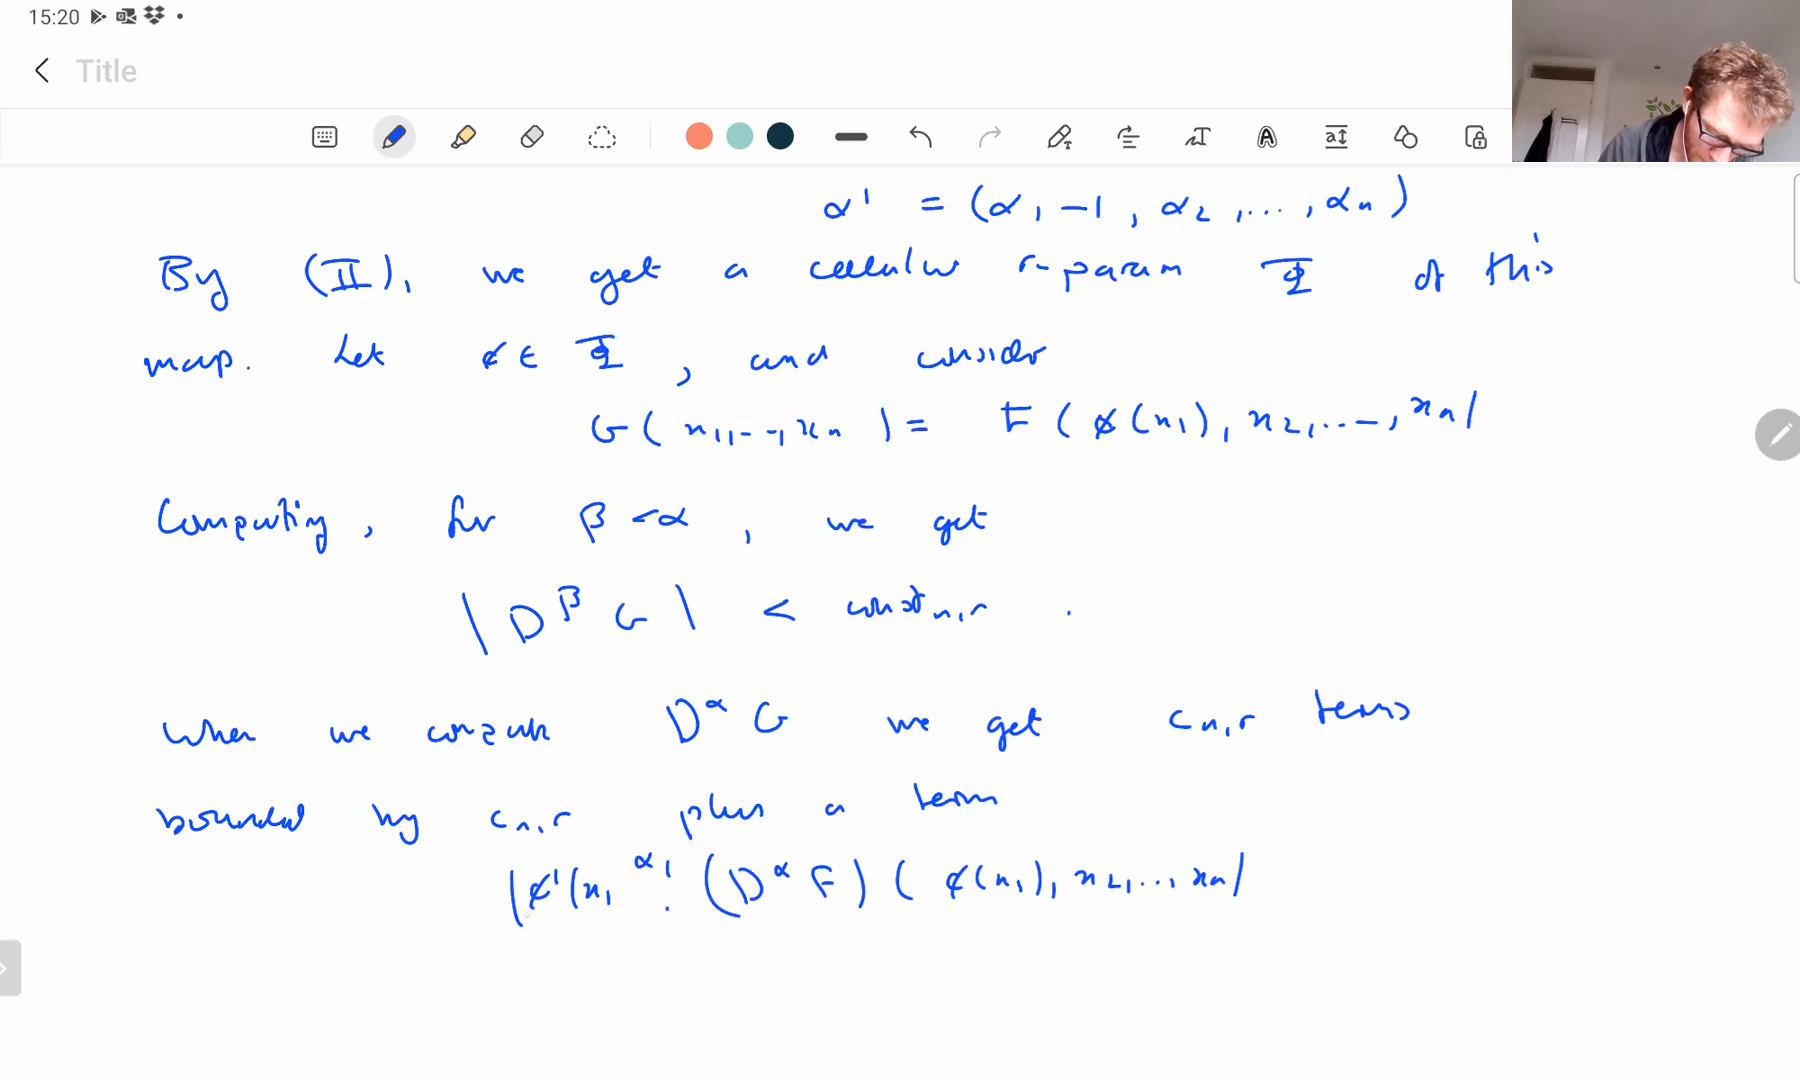 15:20
Title
α' = (α₁ -1, α₂, ..., αₙ)
By (II), we get a cellular r-param Φ of this
map. Let φ ∈ Φ, and consider
G(x₁, .., xₙ) = F(φ(x₁), x₂, ..., xₙ)
Computing, for β < α, we get
|D^β G| < const_{n,r}.
When we compute D^α G we get c_{n,r} terms
bounded by c_{n,r} plus a term
|φ'(x₁)^{α₁} (D^α F)(φ(x₁), x₂, .., xₙ)|